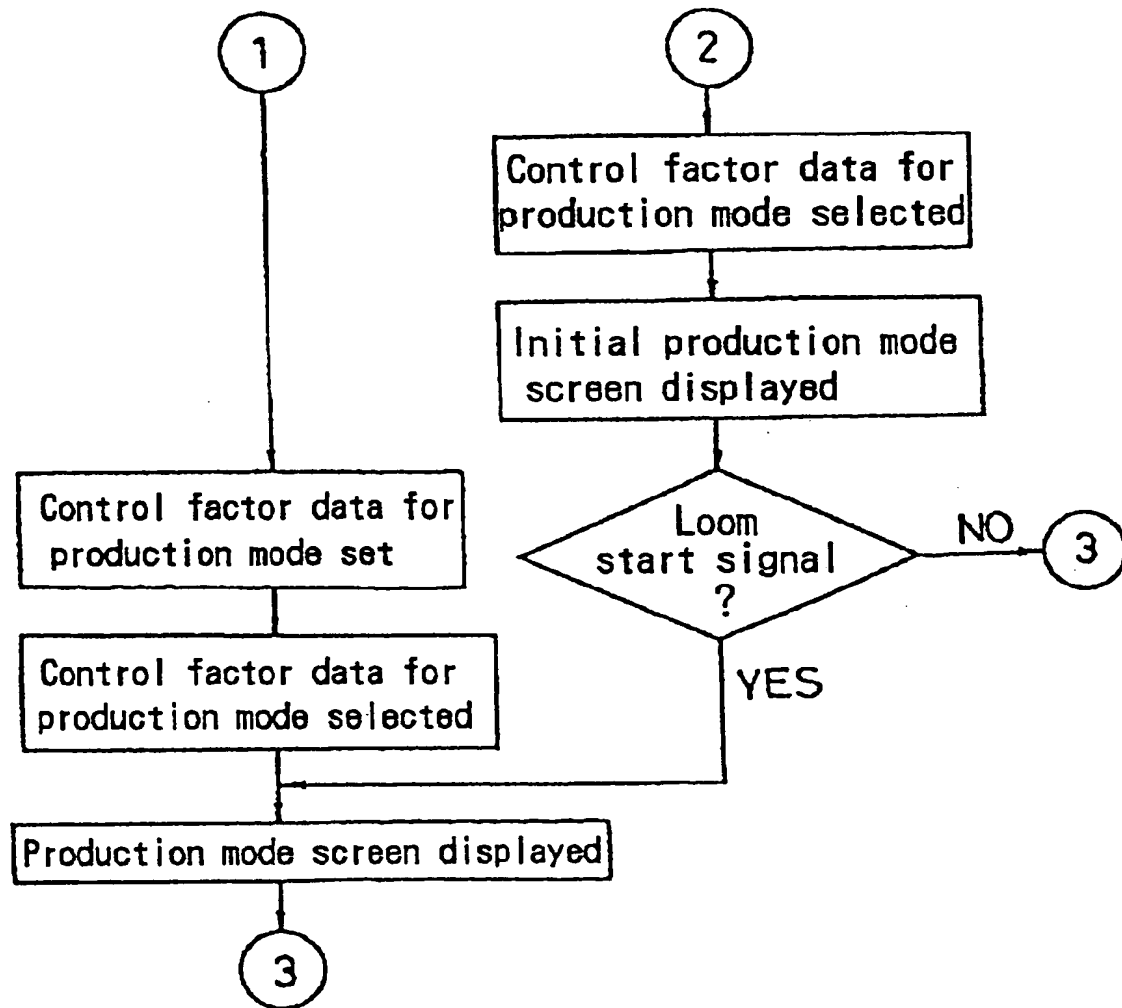 1
2
Control factor data for
production mode selected
Initial production mode
screen displayed
Loom
start signal
?
NO
3
YES
Control factor data for
production mode set
Control factor data for
production mode selected
Production mode screen displayed
3